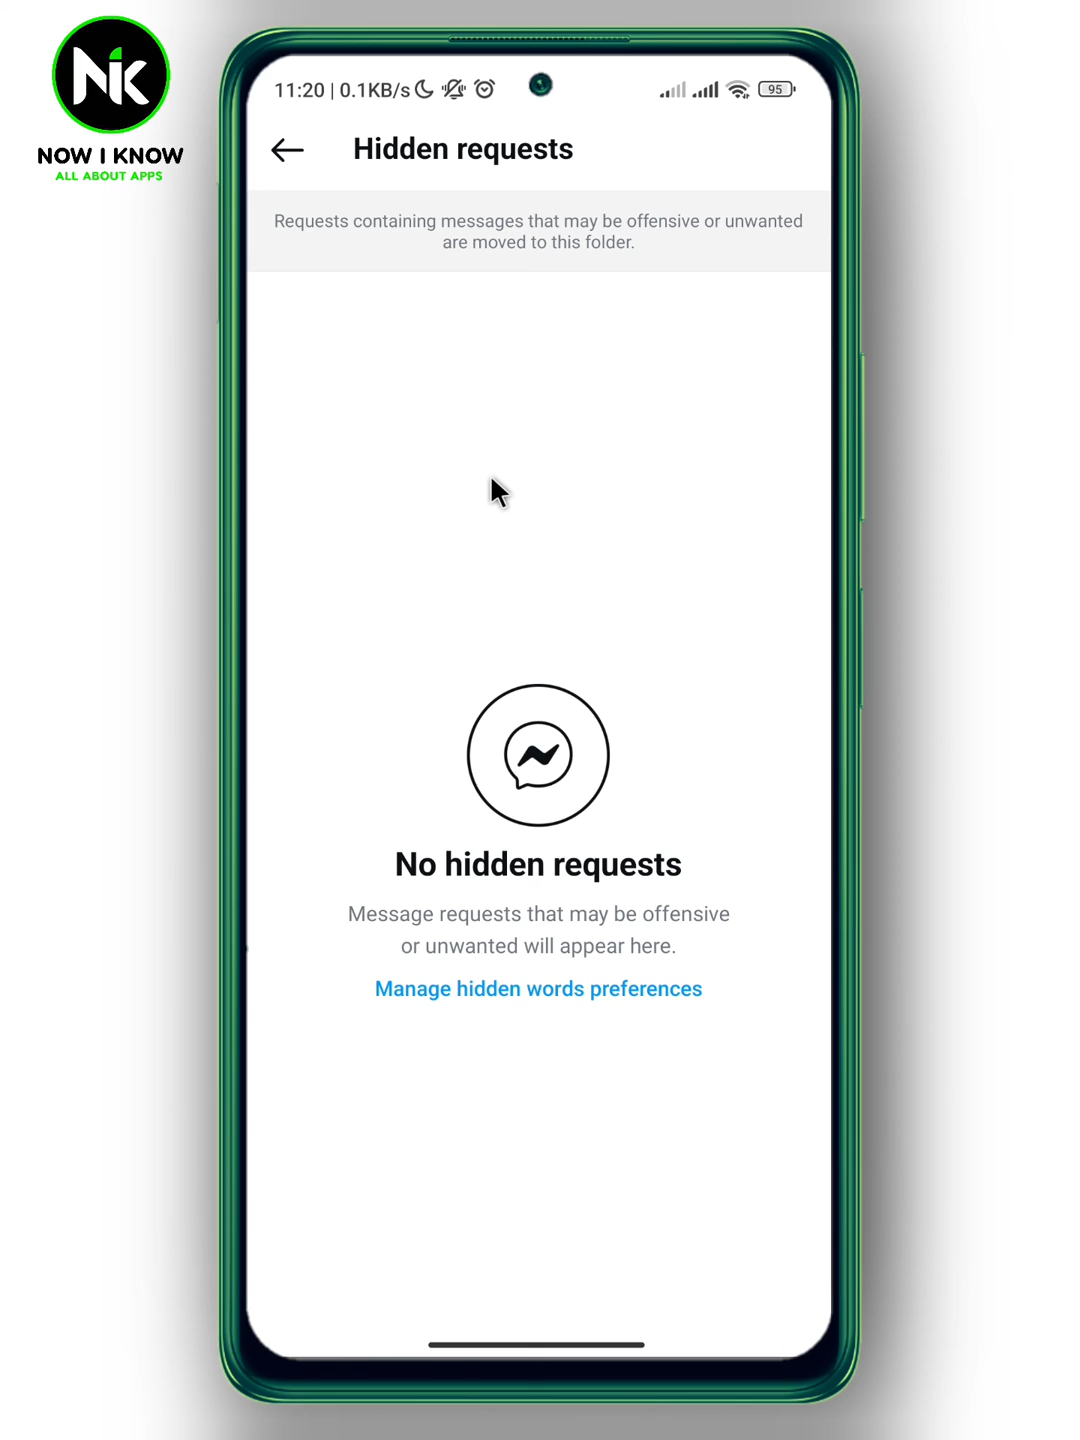 NIK
NOW I KNOW
ALL ABOUT APPS
11:20 | 0.1KB/s
95
Hidden requests
Requests containing messages that may be offensive or unwanted
are moved to this folder.
No hidden requests
Message requests that may be offensive
or unwanted will appear here.
Manage hidden words preferences